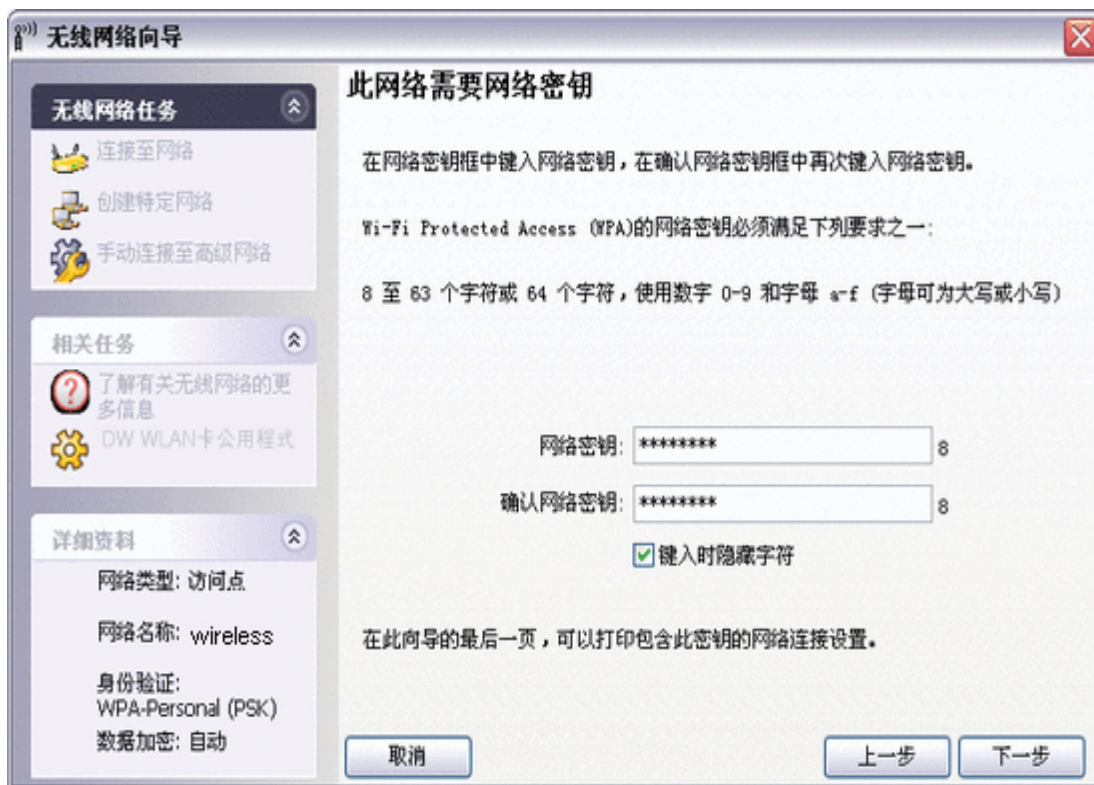 无线网络向导
无线网络任务
连接至网络
创建特定网络
手动连接至高级网络
相关任务
了解有关无线网络的更
多信息
DW WLAN卡公用程式
详细资料
网络类型: 访问点
网络名称: wireless
身份验证:
WPA-Personal (PSK)
数据加密: 自动
此网络需要网络密钥
在网络密钥框中键入网络密钥，在确认网络密钥框中再次键入网络密钥。
Wi-Fi Protected Access (WPA)的网络密钥必须满足下列要求之一:
8 至 63 个字符或 64 个字符，使用数字 0-9 和字母 a-f (字母可为大写或小写)
网络密钥: ******** 8
确认网络密钥: ******** 8
键入时隐藏字符
在此向导的最后一页，可以打印包含此密钥的网络连接设置。
取消 上一步 下一步